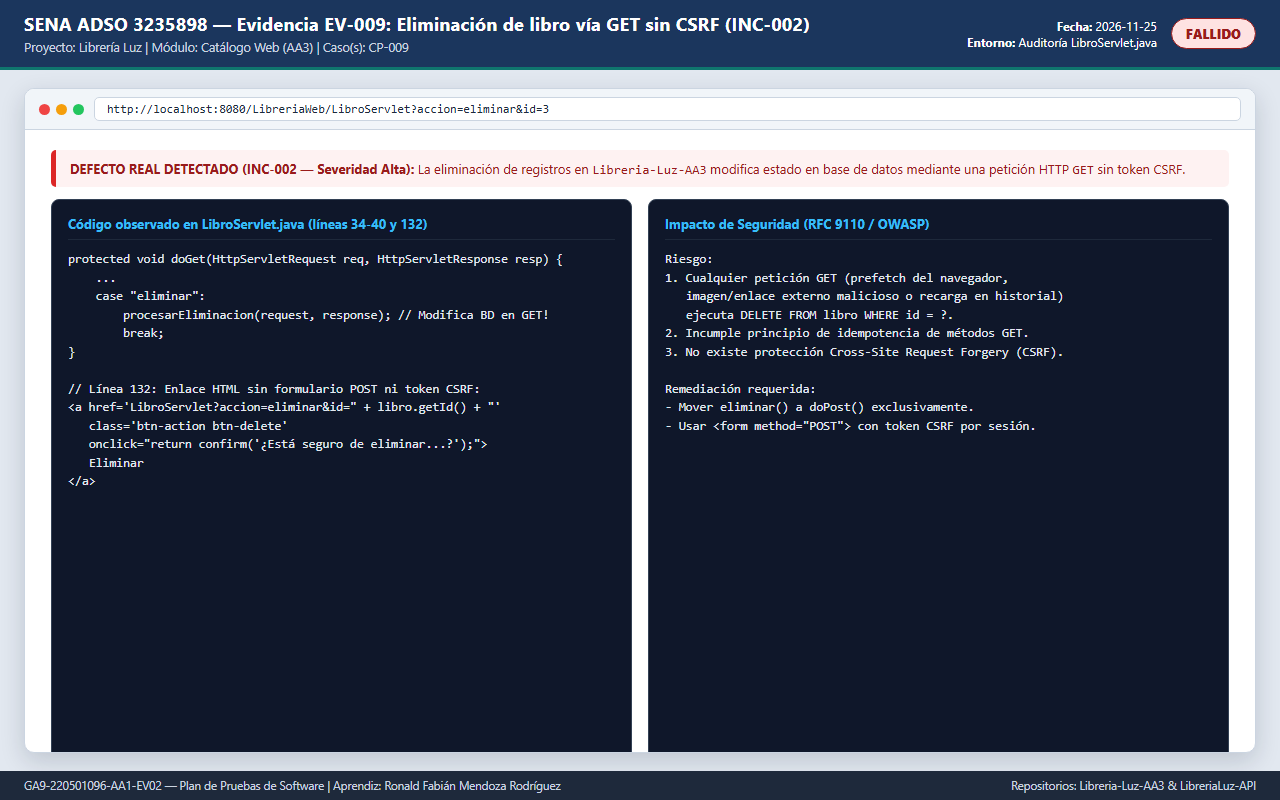 SENA ADSO 3235898 — Evidencia EV-009: Eliminación de libro vía GET sin CSRF (INC-002)
Proyecto: Librería Luz | Módulo: Catálogo Web (AA3) | Caso(s): CP-009
Fecha: 2026-11-25
Entorno: Auditoría LibroServlet.java
FALLIDO
http://localhost:8080/LibreriaWeb/LibroServlet?accion=eliminar&id=3
DEFECTO REAL DETECTADO (INC-002 — Severidad Alta): La eliminación de registros en Libreria-Luz-AA3 modifica estado en base de datos mediante una petición HTTP GET sin token CSRF.
Código observado en LibroServlet.java (líneas 34-40 y 132)
protected void doGet(HttpServletRequest req, HttpServletResponse resp) {
    ...
    case "eliminar":
        procesarEliminacion(request, response); // Modifica BD en GET!
        break;
}
// Línea 132: Enlace HTML sin formulario POST ni token CSRF:
<a href='LibroServlet?accion=eliminar&id=" + libro.getId() + "'
   class='btn-action btn-delete'
   onclick="return confirm('¿Está seguro de eliminar...?');">
   Eliminar
</a>
Impacto de Seguridad (RFC 9110 / OWASP)
Riesgo:
1. Cualquier petición GET (prefetch del navegador,
   imagen/enlace externo malicioso o recarga en historial)
   ejecuta DELETE FROM libro WHERE id = ?.
2. Incumple principio de idempotencia de métodos GET.
3. No existe protección Cross-Site Request Forgery (CSRF).
Remediación requerida:
- Mover eliminar() a doPost() exclusivamente.
- Usar <form method="POST"> con token CSRF por sesión.
GA9-220501096-AA1-EV02 — Plan de Pruebas de Software | Aprendiz: Ronald Fabián Mendoza Rodríguez
Repositorios: Libreria-Luz-AA3 & LibreriaLuz-API